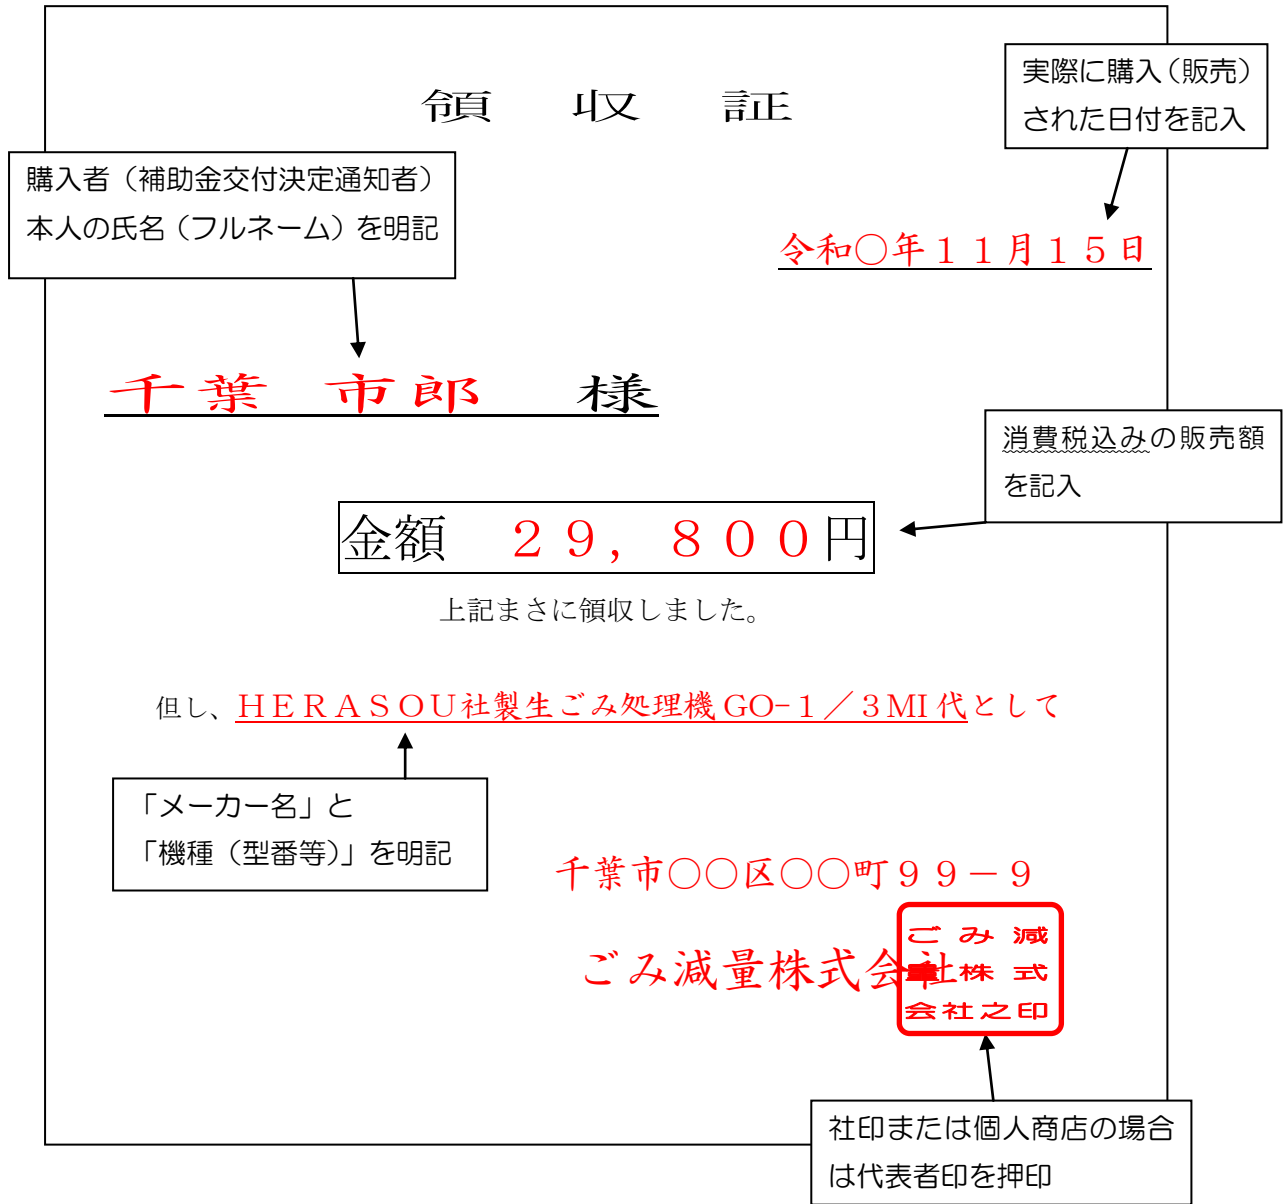 領　収　証
実際に購入（販売）
された日付を記入
購入者（補助金交付決定通知者）
本人の氏名（フルネーム）を明記
令和〇年１１月１５日
千葉　市郎　様
消費税込みの販売額
を記入
金額　２９，８００円
上記まさに領収しました。
但し、ＨＥＲＡＳＯＵ社製生ごみ処理機 GO-１／３MI 代として
「メーカー名」と
「機種（型番等）」を明記
千葉市〇〇区〇〇町９９－９
ごみ減量株式会社
ごみ減
量株式
会社之印
社印または個人商店の場合
は代表者印を押印